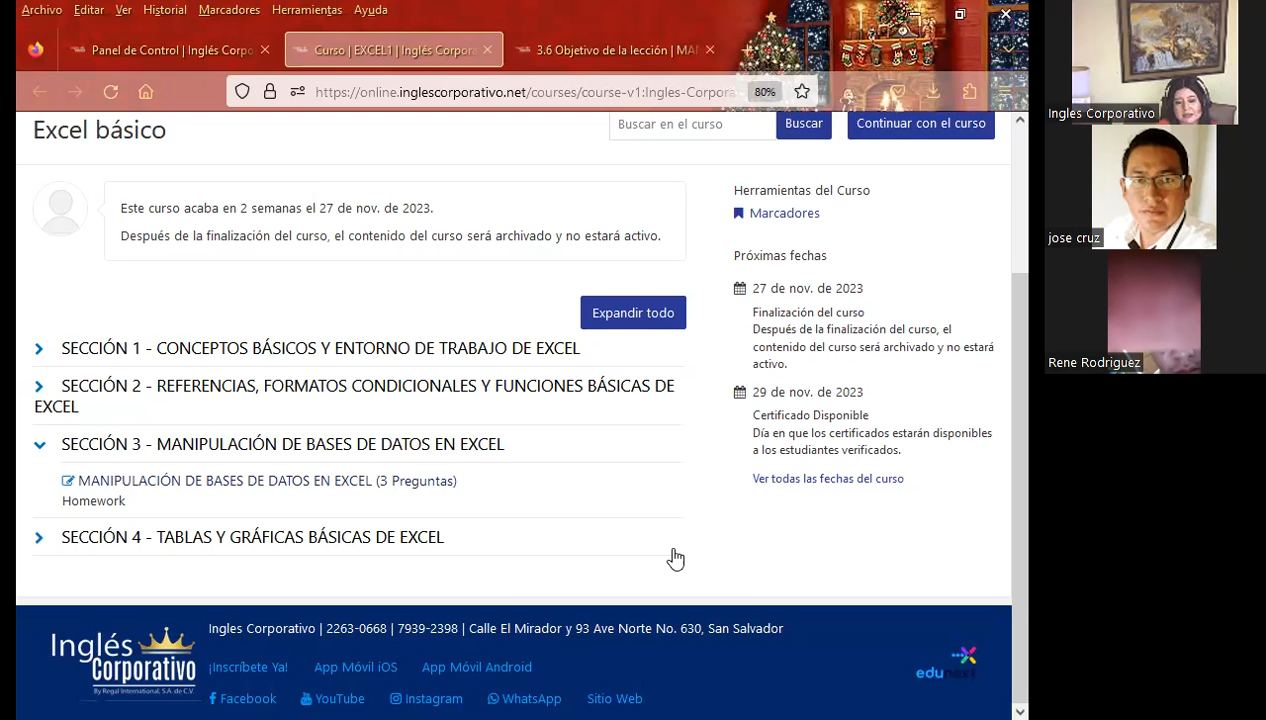 Archivo Editar Ver Historial Marcadores Herramientas Ayuda
Panel de Control | Inglés Corpo
Curso | EXCEL1 | Inglés Corpora
3.6 Objetivo de la lección | MA
https://online.inglescorporativo.net/courses/course-v1:Ingles-Corpora
80%
Excel básico
Buscar en el curso
Buscar
Continuar con el curso
Este curso acaba en 2 semanas el 27 de nov. de 2023.
Después de la finalización del curso, el contenido del curso será archivado y no estará activo.
Expandir todo
SECCIÓN 1 - CONCEPTOS BÁSICOS Y ENTORNO DE TRABAJO DE EXCEL
SECCIÓN 2 - REFERENCIAS, FORMATOS CONDICIONALES Y FUNCIONES BÁSICAS DE
EXCEL
SECCIÓN 3 - MANIPULACIÓN DE BASES DE DATOS EN EXCEL
MANIPULACIÓN DE BASES DE DATOS EN EXCEL (3 Preguntas)
Homework
SECCIÓN 4 - TABLAS Y GRÁFICAS BÁSICAS DE EXCEL
Herramientas del Curso
Marcadores
Próximas fechas
27 de nov. de 2023
Finalización del curso
Después de la finalización del curso, el
contenido del curso será archivado y no estará
activo.
29 de nov. de 2023
Certificado Disponible
Día en que los certificados estarán disponibles
a los estudiantes verificados.
Ver todas las fechas del curso
Inglés
Corporativo
By Regal International, S.A. de C.V.
Ingles Corporativo | 2263-0668 | 7939-2398 | Calle El Mirador y 93 Ave Norte No. 630, San Salvador
¡Inscríbete Ya! App Móvil iOS App Móvil Android
Facebook YouTube Instagram WhatsApp Sitio Web
edunext
Ingles Corporativo
jose cruz
Rene Rodriguez